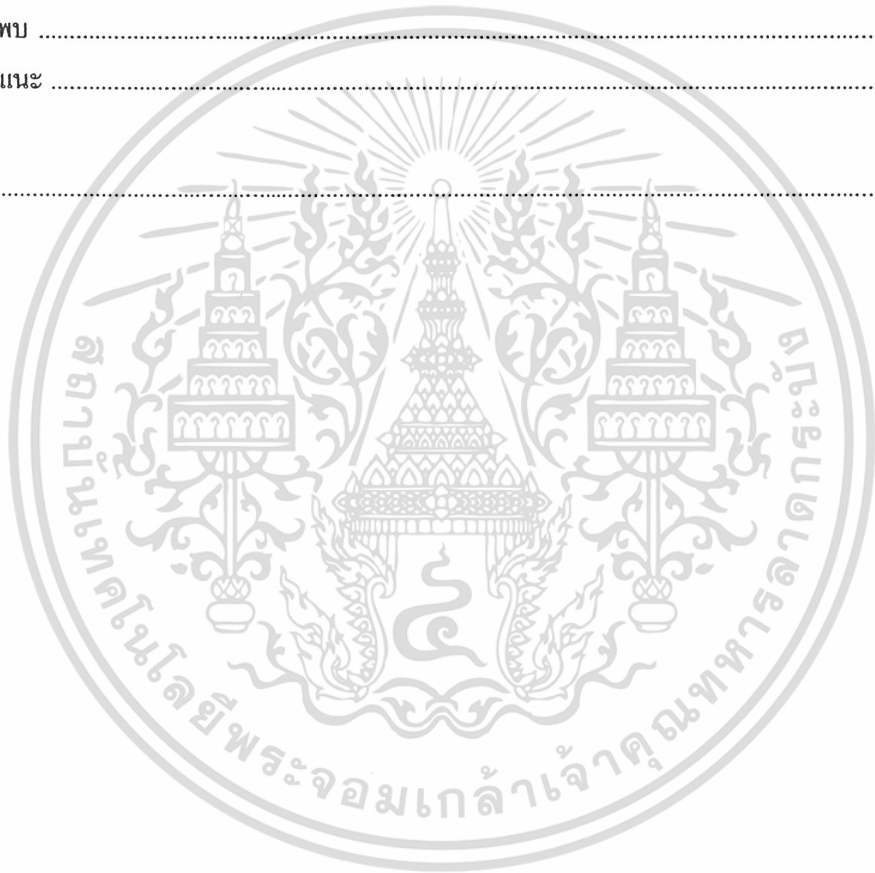 พบ ................................................................................
แนะ ................................................................................
................................................................................
สถาบันเทคโนโลยีพระจอมเกล้าเจ้าคุณทหารลาดกระบัง
๔